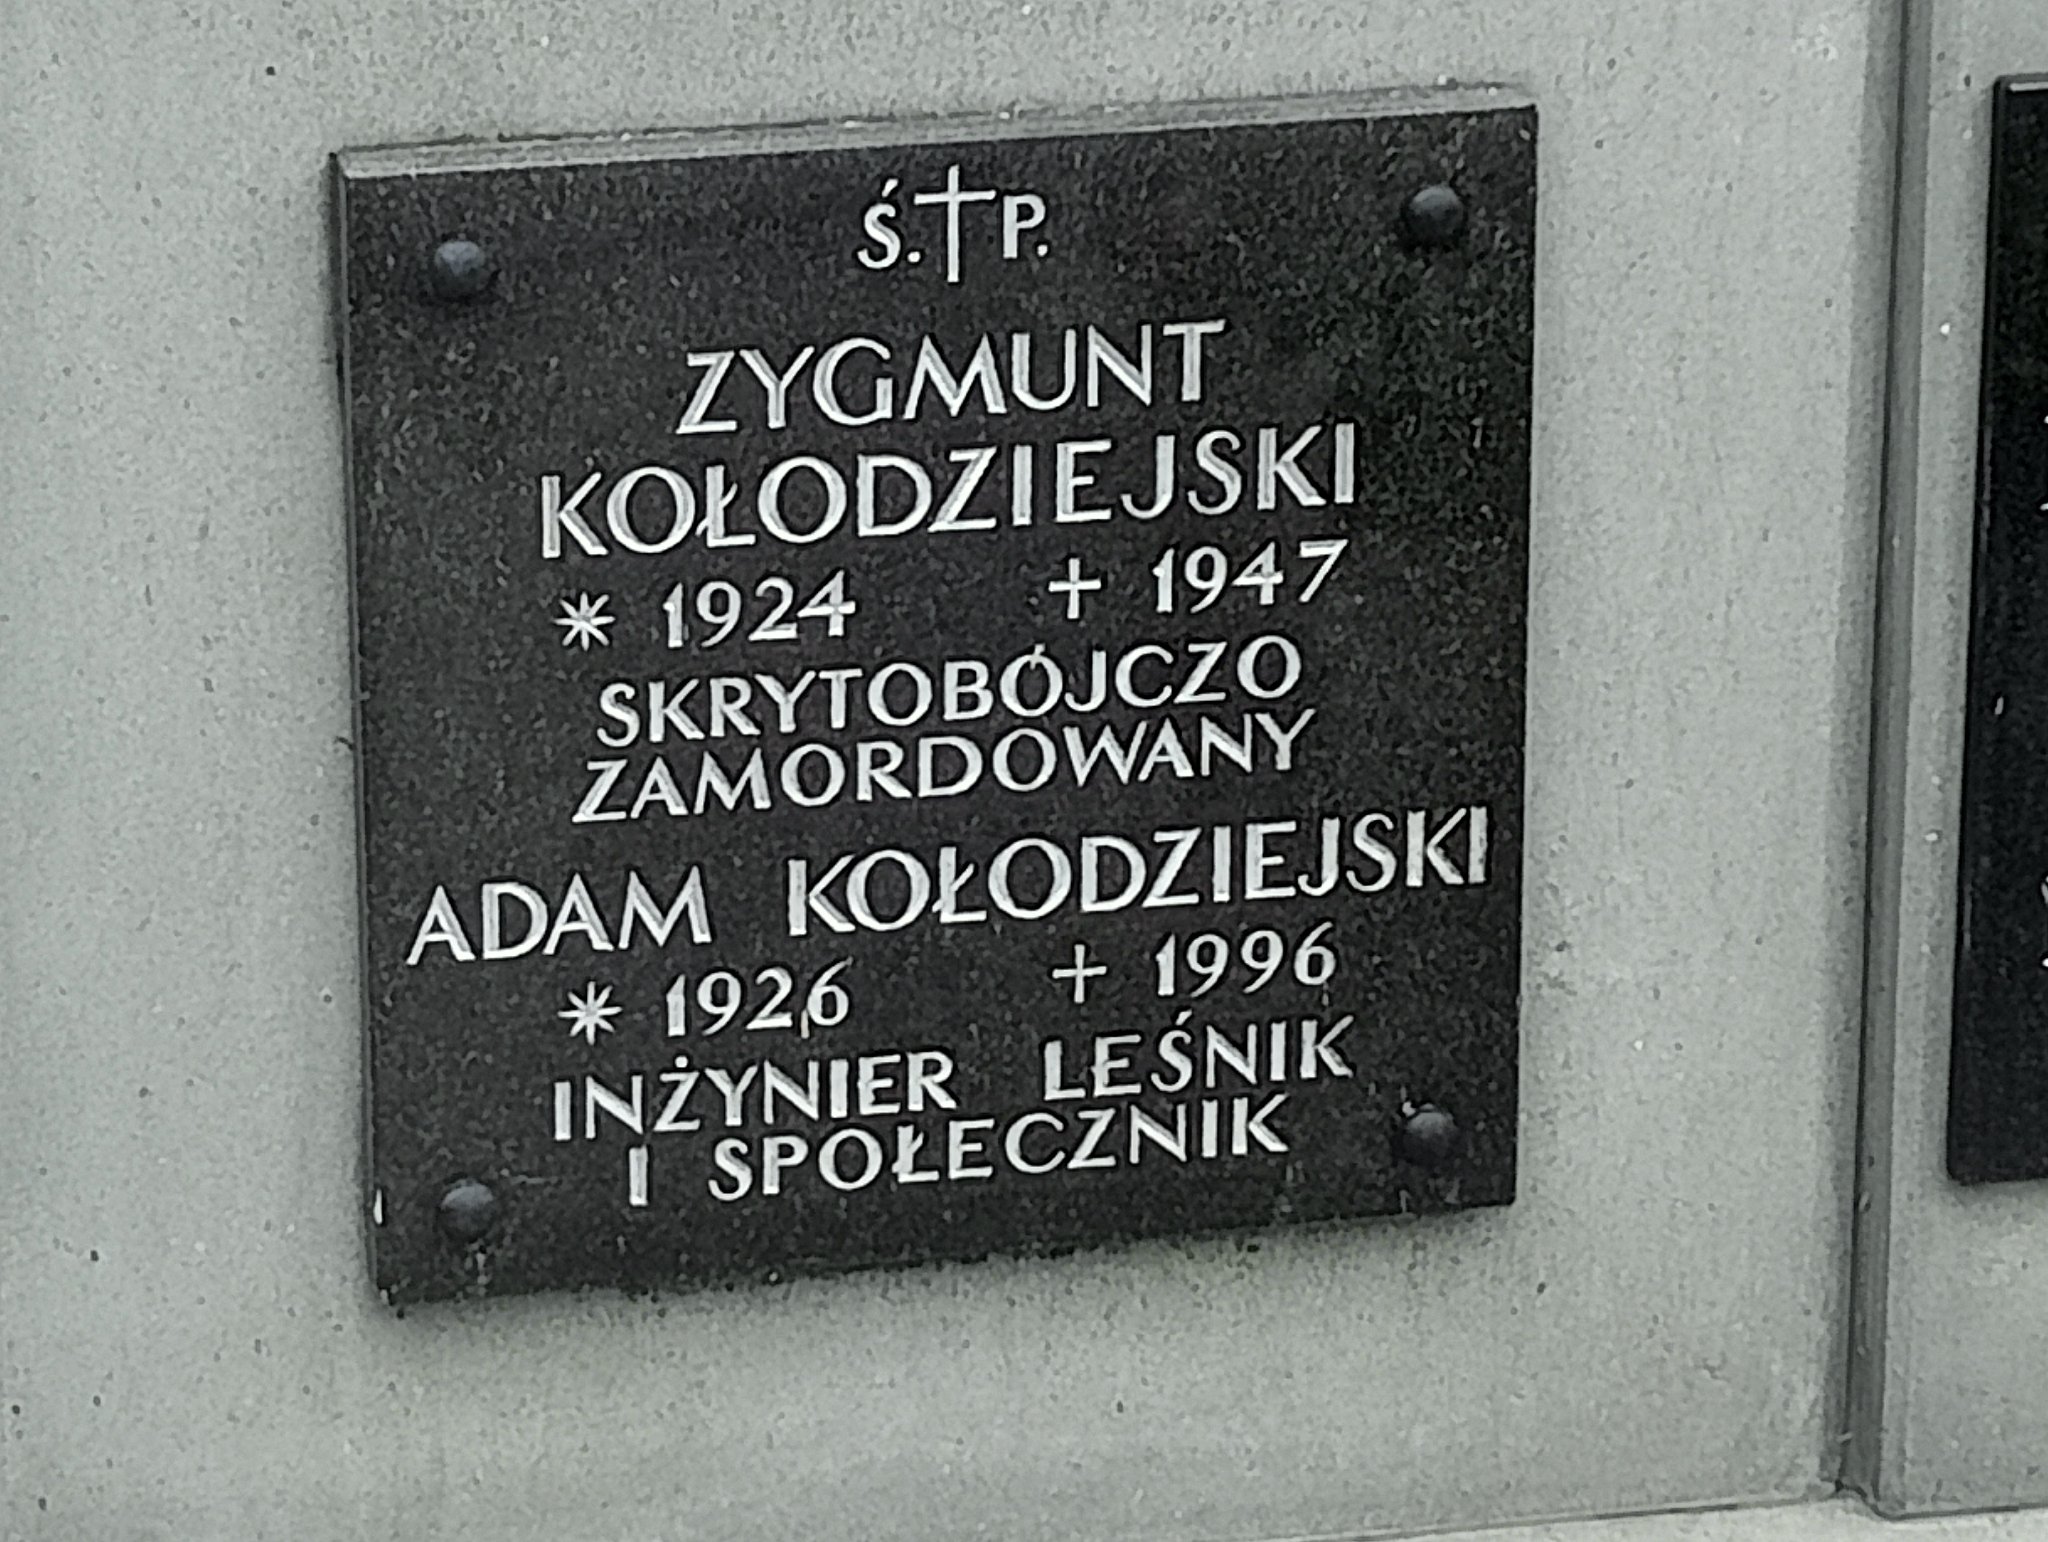 Ś.†P.
ZYGMUNT
KOŁODZIEJSKI
* 1924 + 1947
SKRYTOBÓJCZO
ZAMORDOWANY
ADAM KOŁODZIEJSKI
* 1926 + 1996
INŻYNIER LEŚNIK
I SPOŁECZNIK